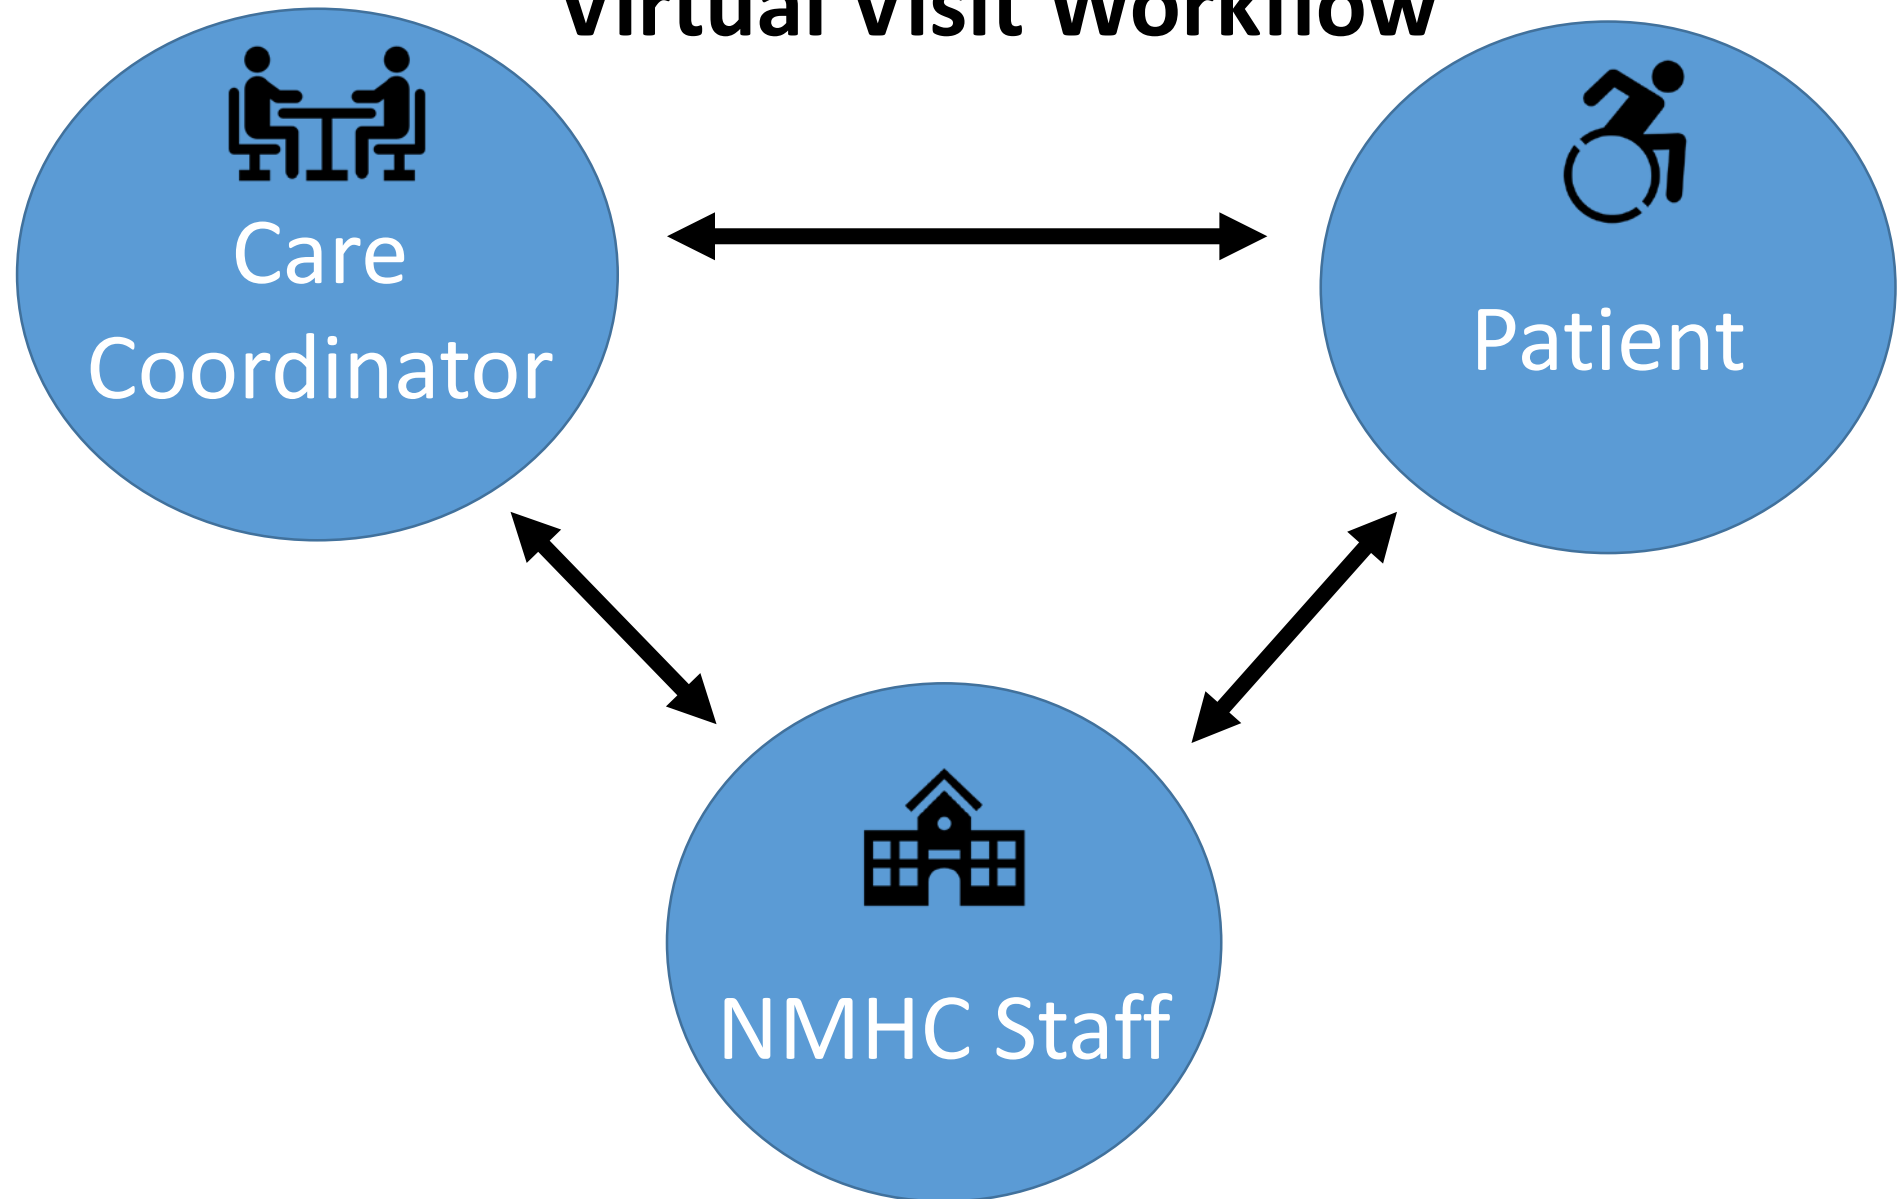 Virtual Visit Workflow
Care
Coordinator
Patient
NMHC Staff